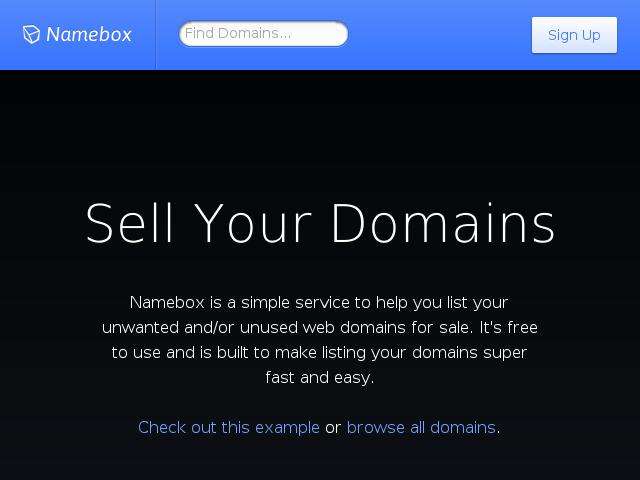 Namebox
Find Domains...
Sign Up
Sell Your Domains
Namebox is a simple service to help you list your
unwanted and/or unused web domains for sale. It's free
to use and is built to make listing your domains super
fast and easy.
Check out this example or browse all domains.